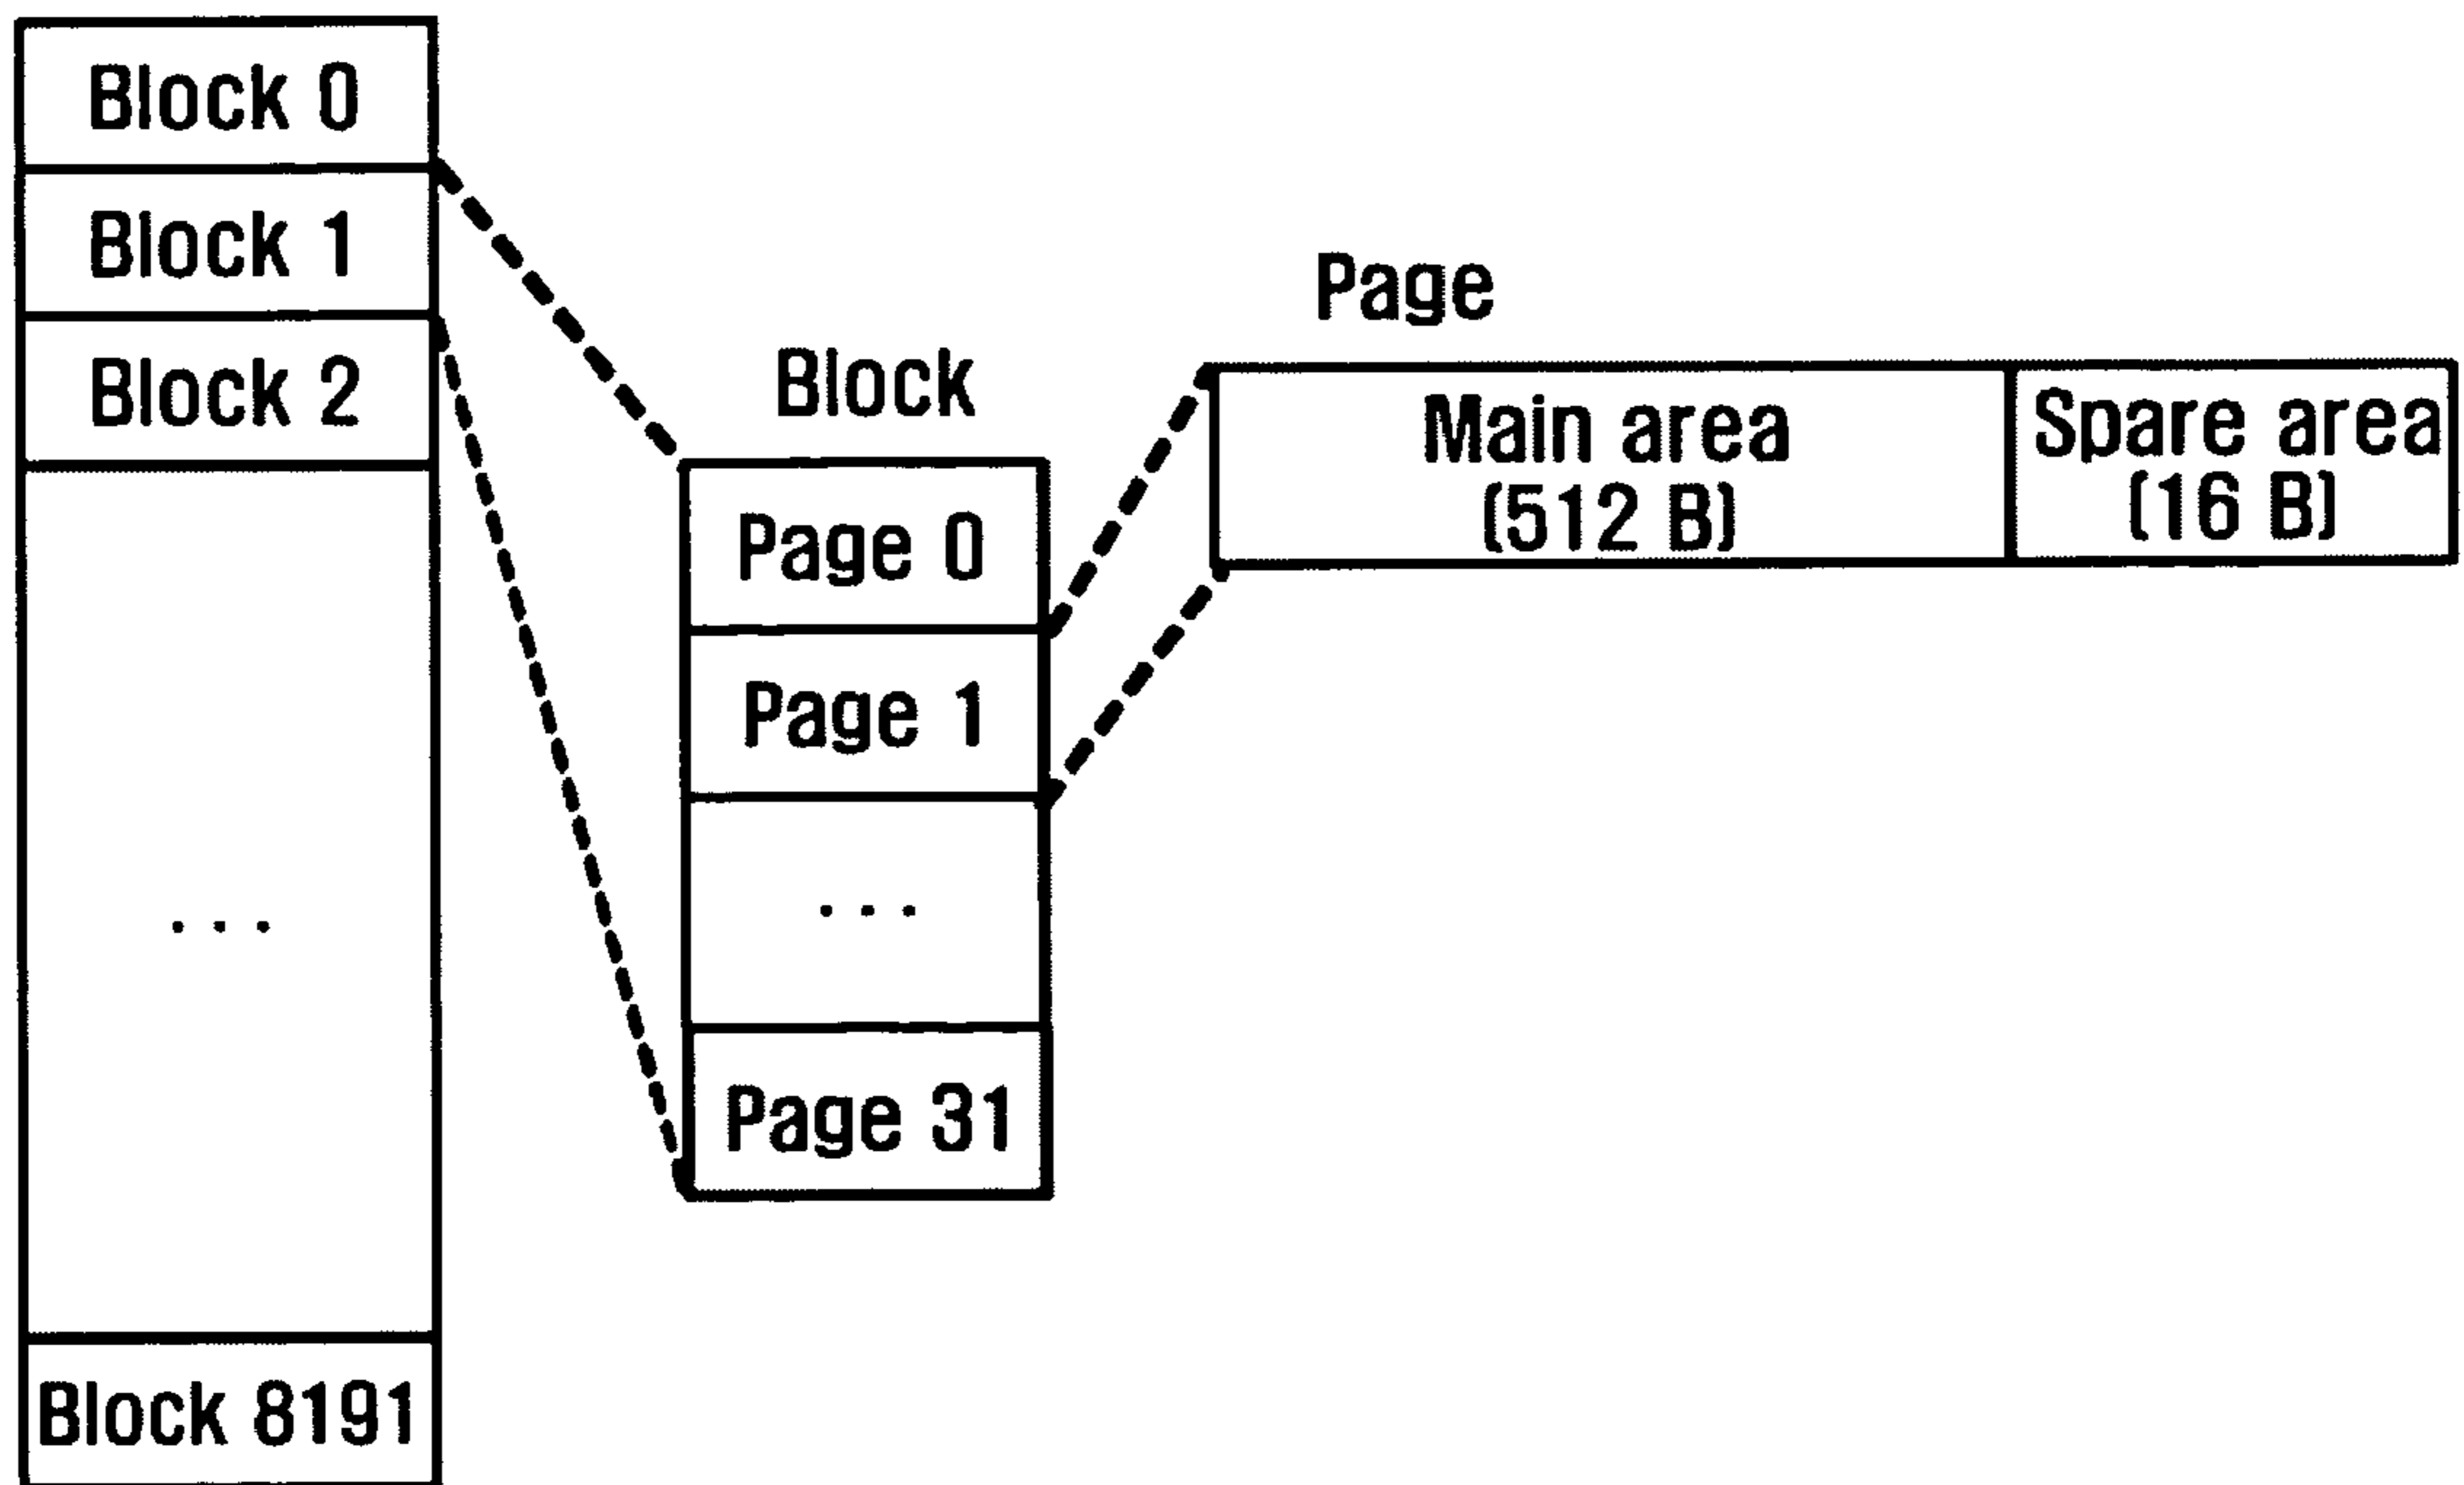 Block 0
Block 1
Block 2
...
Block 8191
Block
Page 0
Page 1
...
Page 31
Page
Main area
(512 B)
Spare area
(16 B)